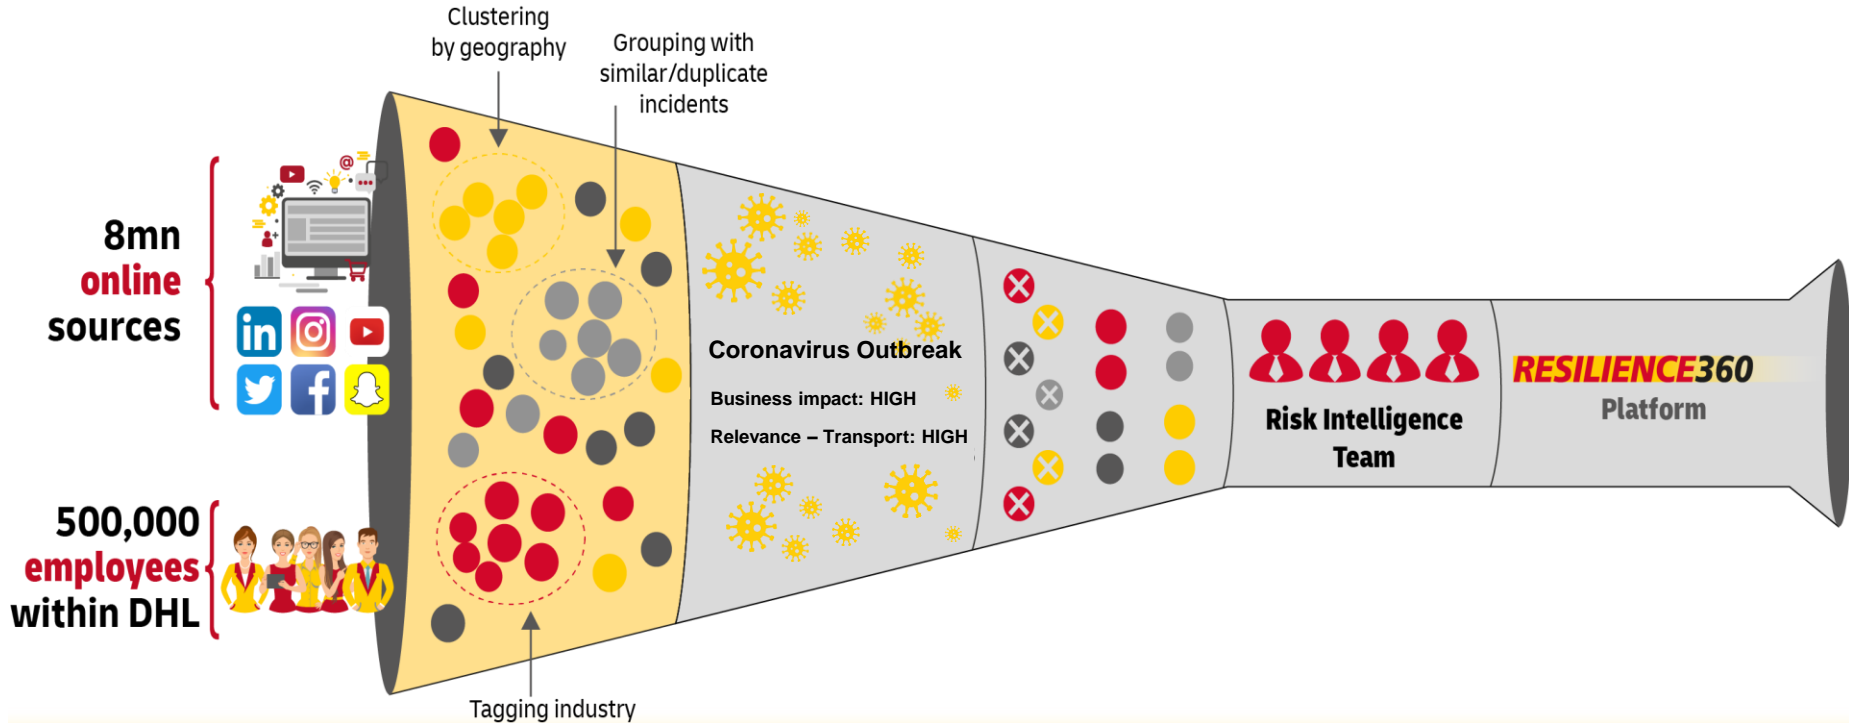 Clustering
by geography
Grouping with
similar/duplicate
incidents
8mn
online
sources
@
in
500,000
employees
within DHL
Coronavirus Outbreak
Business impact: HIGH
Relevance – Transport: HIGH
Risk Intelligence
Team
RESILIENCE360
Platform
Tagging industry